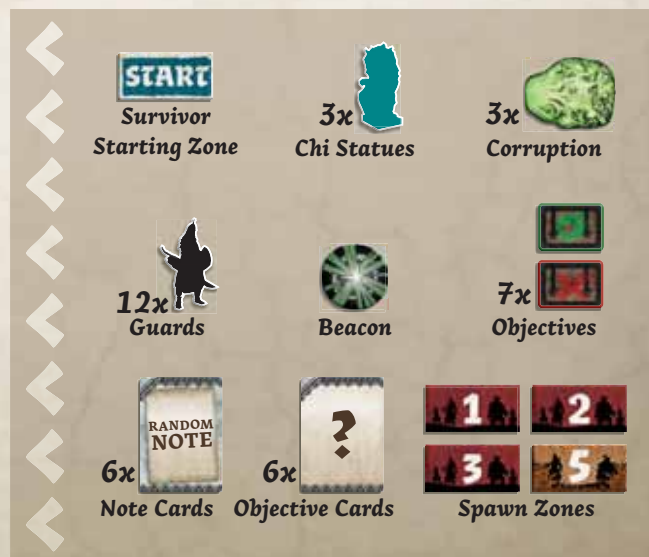 START
Survivor
Starting Zone
3x
Chi Statues
3x
Corruption
12x
Guards
Beacon
7x
Objectives
RANDOM
NOTE
6x
Note Cards
?
6x
Objective Cards
1 2
3 5
Spawn Zones